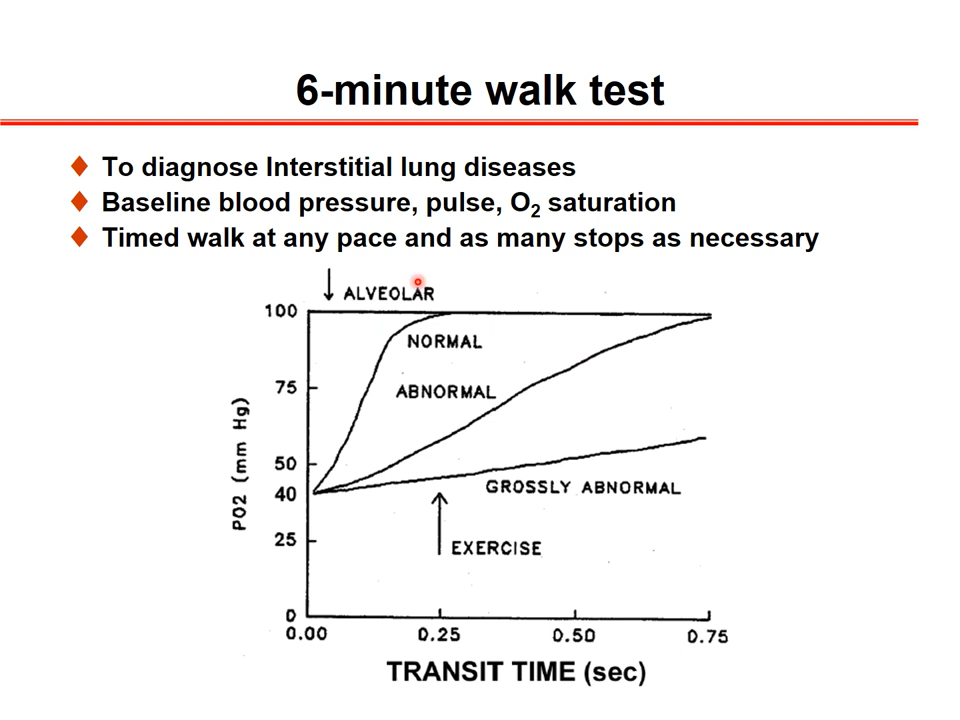 6-minute walk test
To diagnose Interstitial lung diseases
Baseline blood pressure, pulse, O₂ saturation
Timed walk at any pace and as many stops as necessary
↓ ALVEOLAR
100
NORMAL
75
ABNORMAL
50
40
GROSSLY ABNORMAL
25
EXERCISE
0
PO2 (mm Hg)
0.00 0.25 0.50 0.75
TRANSIT TIME (sec)